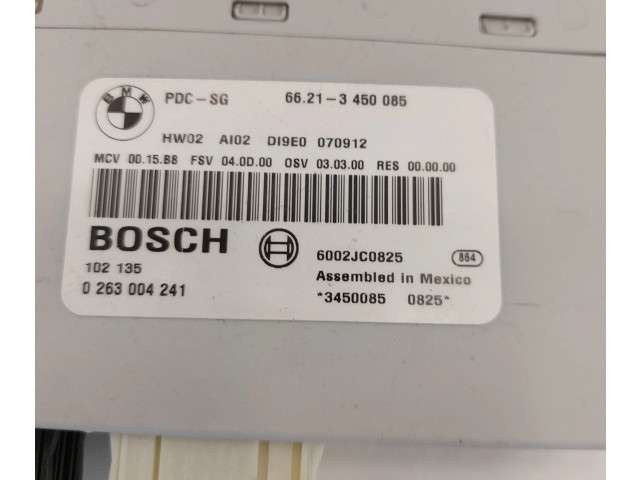 BMW PDC-SG 66.21-3 450 085
HW02 AI02 DI9E0 070912
MCV 00.15.B8 FSV 04.0D.00 OSV 03.03.00 RES 00.00.00
BOSCH
6002JC0825 864
102 135
Assembled in Mexico
0 263 004 241
*3450085 0825*